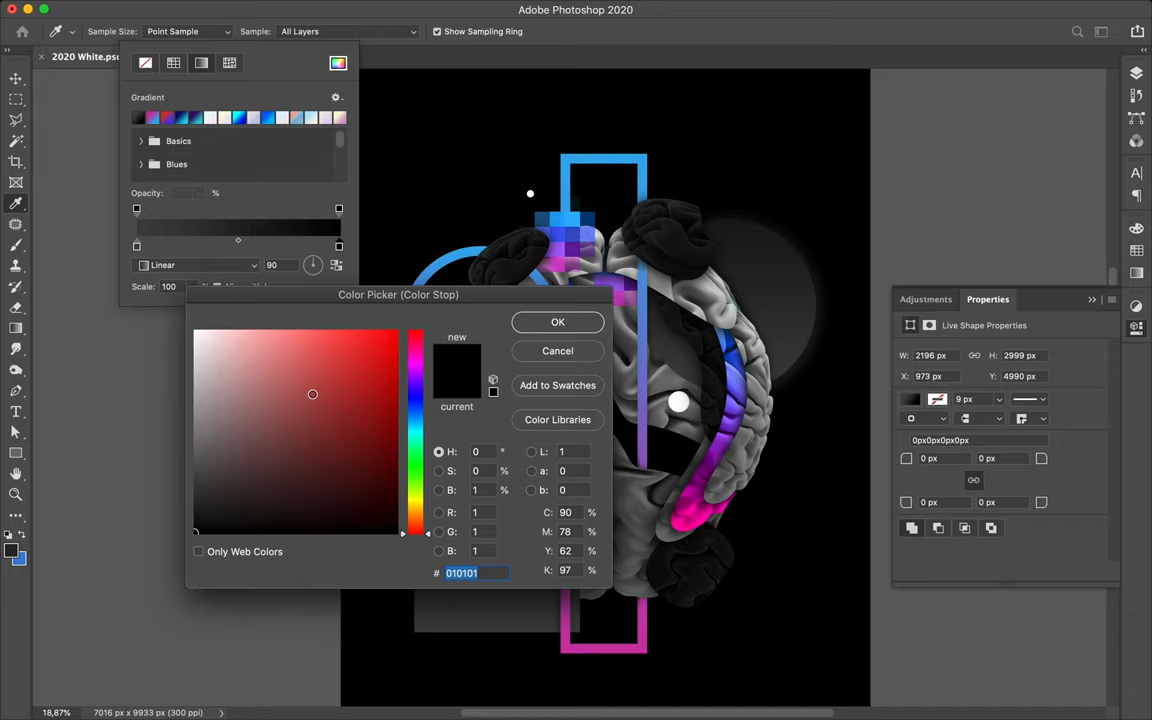 Adobe Photoshop 2020
Sample Size: Point Sample Sample: All Layers Show Sampling Ring
× 2020 White.ps
Gradient
Basics
Blues
Opacity: %
Linear 90
Scale: 100
Color Picker (Color Stop)
new
current
OK
Cancel
Add to Swatches
Color Libraries
H: 0 ° L: 1
S: 0 % a: 0
B: 1 % b: 0
R: 1 C: 90 %
G: 1 M: 78 %
B: 1 Y: 62 %
# 010101 K: 97 %
Only Web Colors
Adjustments Properties
Live Shape Properties
W: 2196 px H: 2999 px
X: 973 px Y: 4990 px
9 px
0px0px0px0px
0 px 0 px
0 px 0 px
18,87% 7016 px x 9933 px (300 ppi)